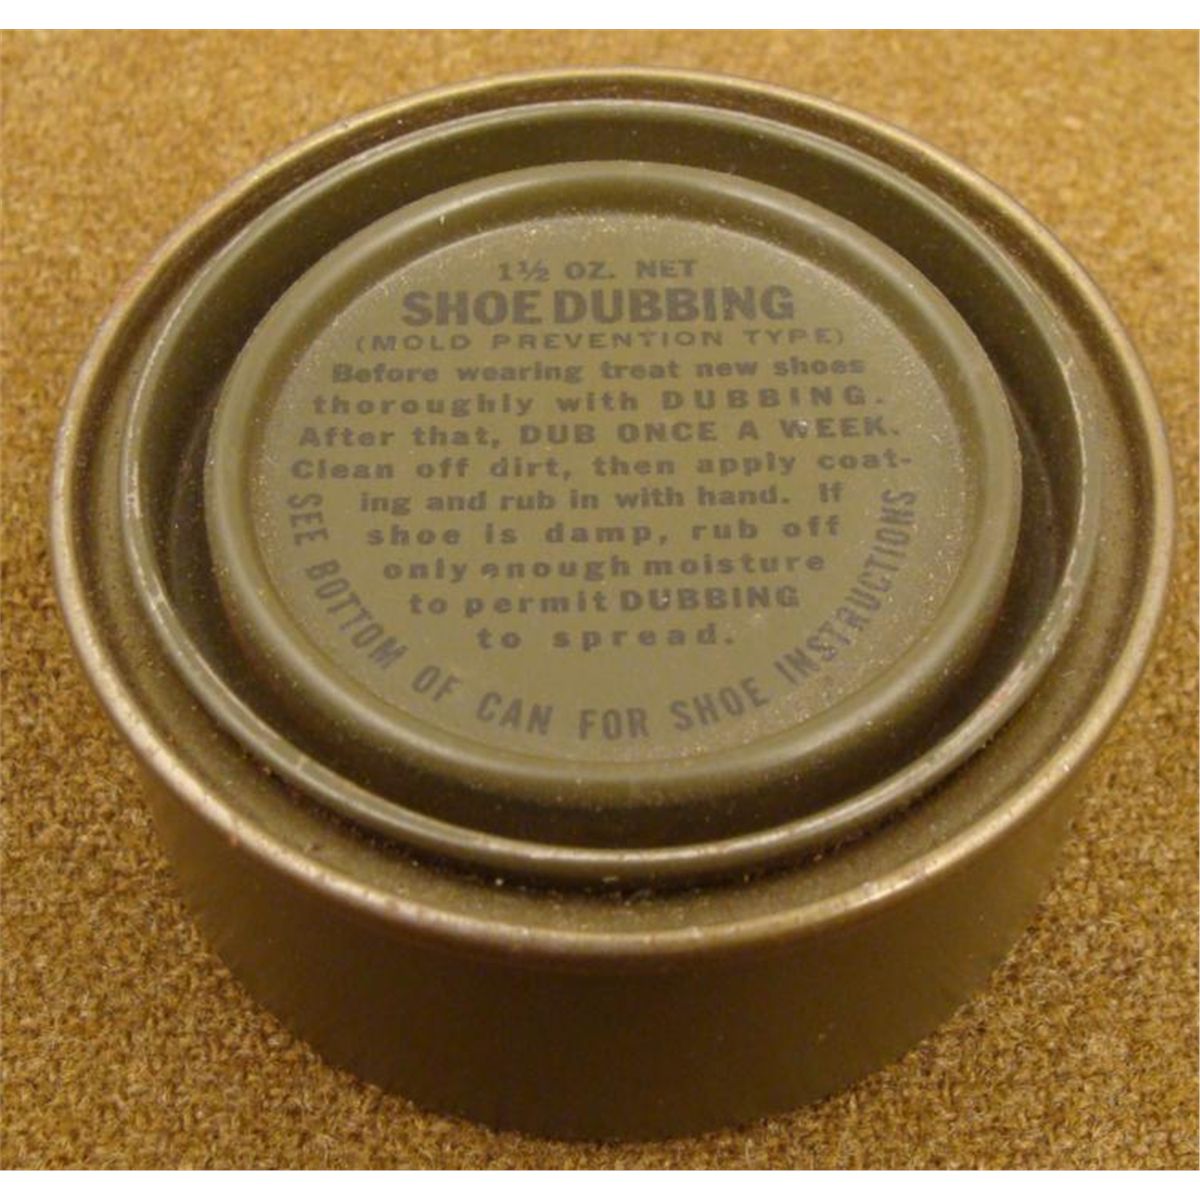 1½ OZ. NET
SHOE DUBBING
(MOLD PREVENTION TYPE)
Before wearing treat new shoes
thoroughly with DUBBING.
After that, DUB ONCE A WEEK.
Clean off dirt, then apply coat-
ing and rub in with hand. If
shoe is damp, rub off
only enough moisture
to permit DUBBING
to spread.
SEE BOTTOM OF CAN FOR SHOE INSTRUCTIONS